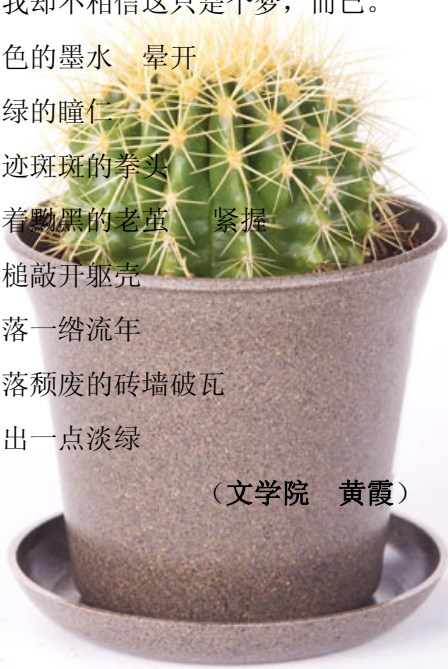 我却不相信这只是个梦，而已。
色的墨水　晕开
绿的瞳仁
迹斑斑的拳头
着黝黑的老茧　紧握
槌敲开躯壳
落一绺流年
落颓废的砖墙破瓦
出一点淡绿
（文学院　黄霞）